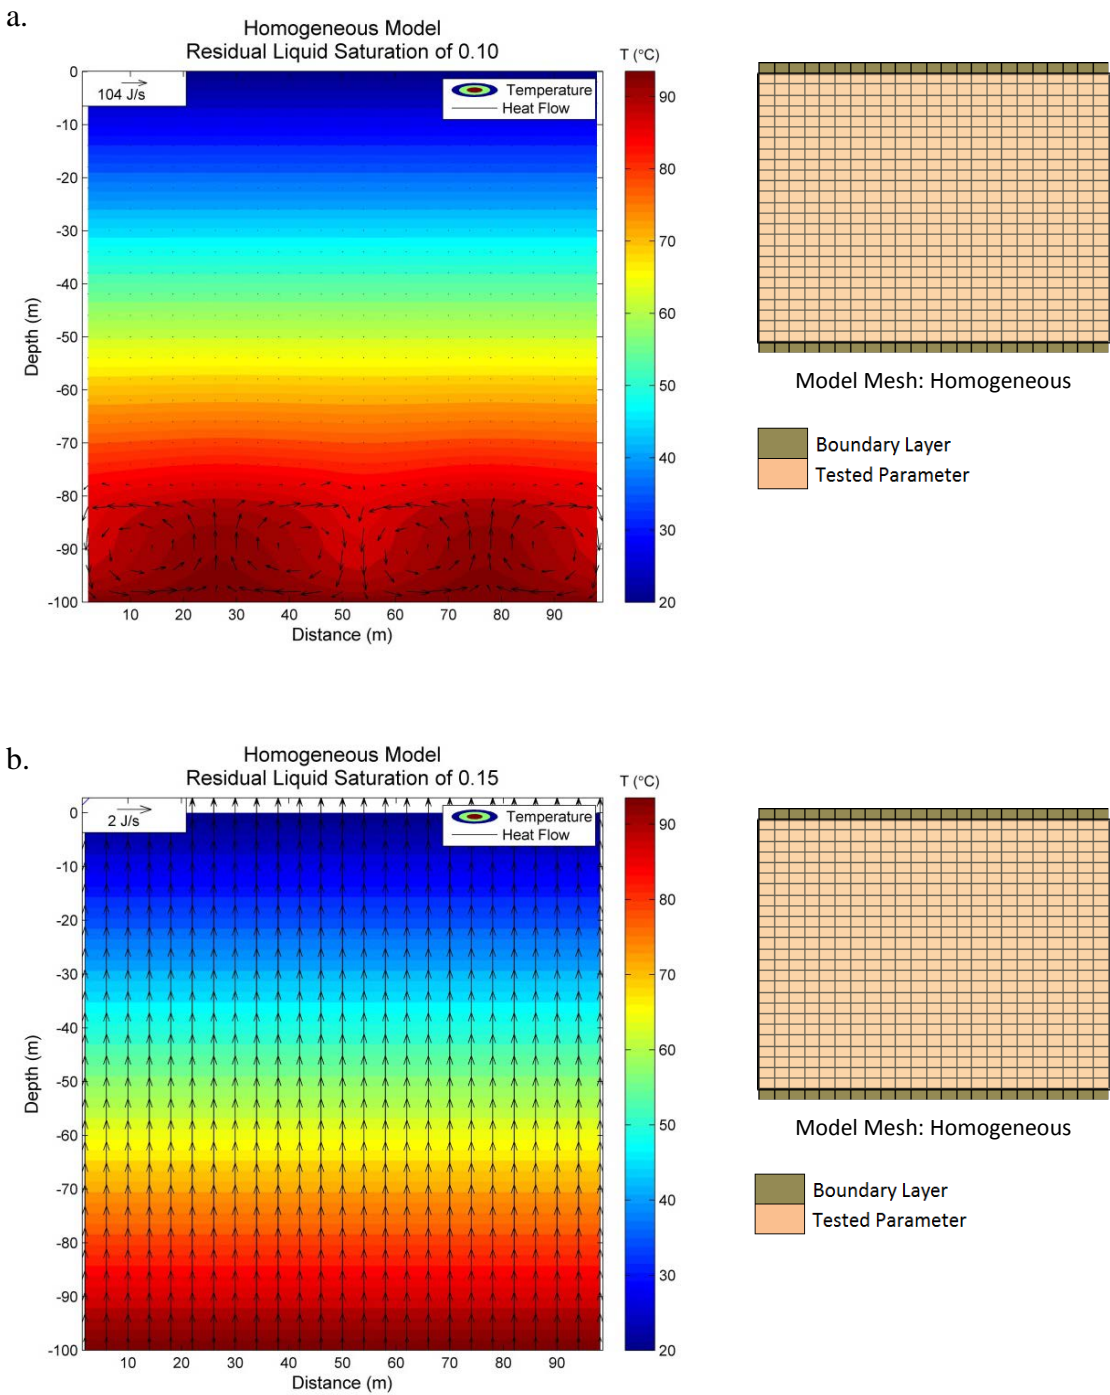 a.
Homogeneous Model
Residual Liquid Saturation of 0.10
T (°C)
104 J/s
Temperature
Heat Flow
0
-10
-20
-30
-40
-50
-60
-70
-80
-90
-100
Depth (m)
10 20 30 40 50 60 70 80 90
Distance (m)
90
80
70
60
50
40
30
20
Model Mesh: Homogeneous
Boundary Layer
Tested Parameter
b.
Homogeneous Model
Residual Liquid Saturation of 0.15
T (°C)
2 J/s
Temperature
Heat Flow
0
-10
-20
-30
-40
-50
-60
-70
-80
-90
-100
Depth (m)
10 20 30 40 50 60 70 80 90
Distance (m)
90
80
70
60
50
40
30
20
Model Mesh: Homogeneous
Boundary Layer
Tested Parameter